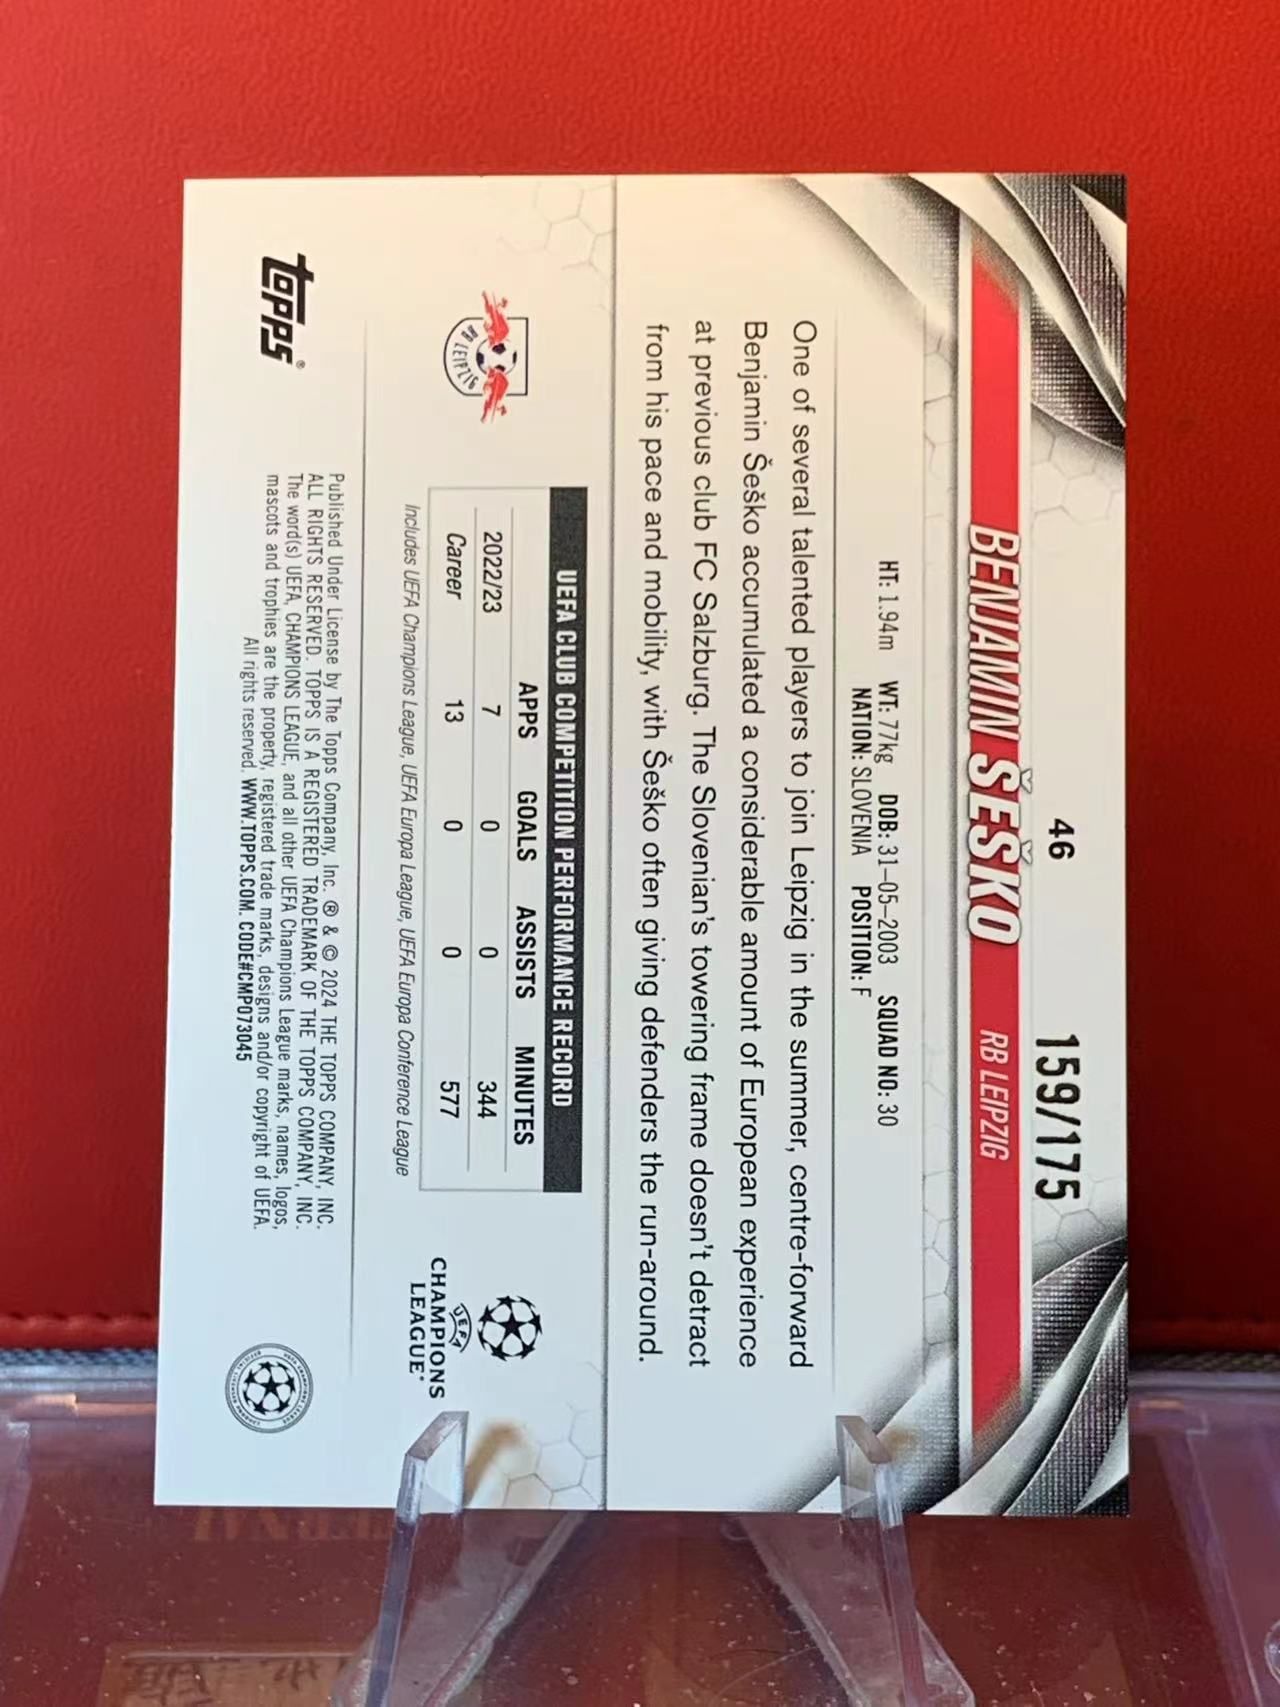 46
159/175
BENJAMIN ŠEŠKO
RB LEIPZIG
HT: 1.94m WT: 77kg DOB: 31-05-2003 SQUAD NO: 30
NATION: SLOVENIA POSITION: F
One of several talented players to join Leipzig in the summer, centre-forward
Benjamin Šeško accumulated a considerable amount of European experience
at previous club FC Salzburg. The Slovenian's towering frame doesn't detract
from his pace and mobility, with Šeško often giving defenders the run-around.
RB LEIPZIG
UEFA CLUB COMPETITION PERFORMANCE RECORD
APPS GOALS ASSISTS MINUTES
2022/23 7 0 0 344
Career 13 0 0 577
Includes UEFA Champions League, UEFA Europa League, UEFA Europa Conference League
UEFA
CHAMPIONS
LEAGUE®
topps®
Published Under License by The Topps Company, Inc. ® & © 2024 THE TOPPS COMPANY, INC.
ALL RIGHTS RESERVED. TOPPS IS A REGISTERED TRADEMARK OF THE TOPPS COMPANY, INC.
The word(s) UEFA, CHAMPIONS LEAGUE, and all other UEFA Champions League marks, names, logos,
mascots and trophies are the property, registered trade marks, designs and/or copyright of UEFA.
All rights reserved. WWW.TOPPS.COM. CODE#CMP073045